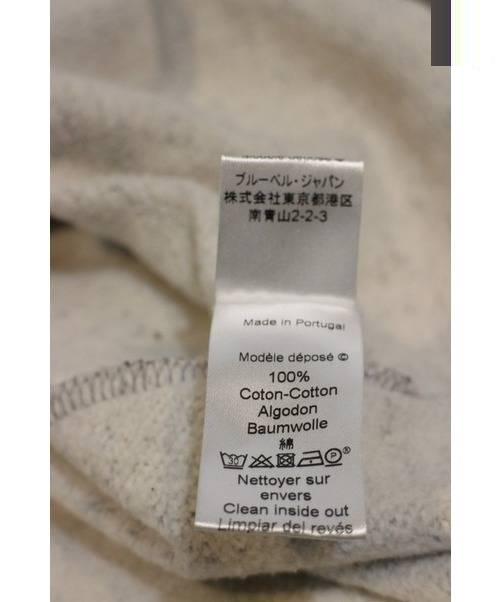 ブルーベル・ジャパン
株式会社東京都港区
南青山2-2-3
Made in Portugal
Modèle déposé ©
100%
Coton-Cotton
Algodon
Baumwolle
綿
30 P ®
Nettoyer sur
envers
Clean inside out
Limpiar del revés